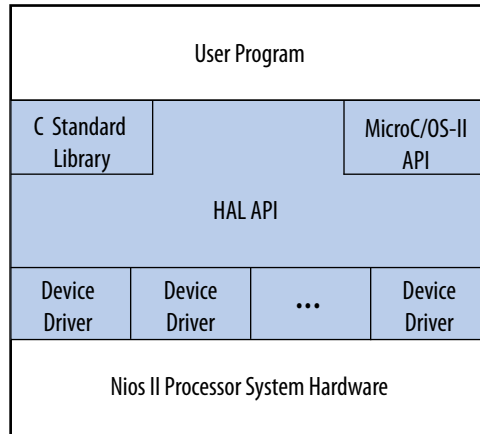 User Program
C Standard
Library
MicroC/OS-II
API
HAL API
Device
Driver
Device
Driver
...
Device
Driver
Nios II Processor System Hardware